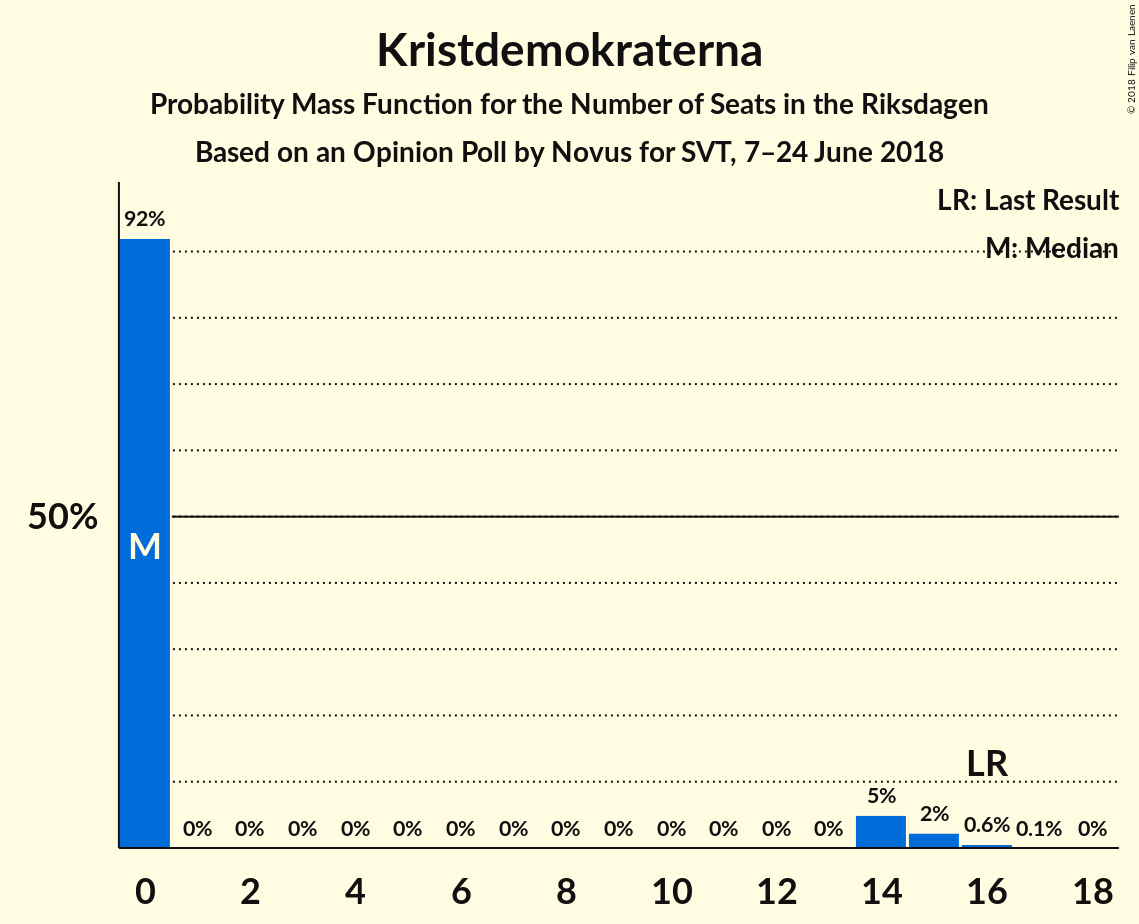 Kristdemokraterna
Probability Mass Function for the Number of Seats in the Riksdagen
Based on an Opinion Poll by Novus for SVT, 7–24 June 2018
© 2018 Filip van Laenen
LR: Last Result
M: Median
50%
92%
M
0% 0% 0% 0% 0% 0% 0% 0% 0% 0% 0% 0% 0% 5% 2% 0.6% 0.1% 0%
LR
0 2 4 6 8 10 12 14 16 18